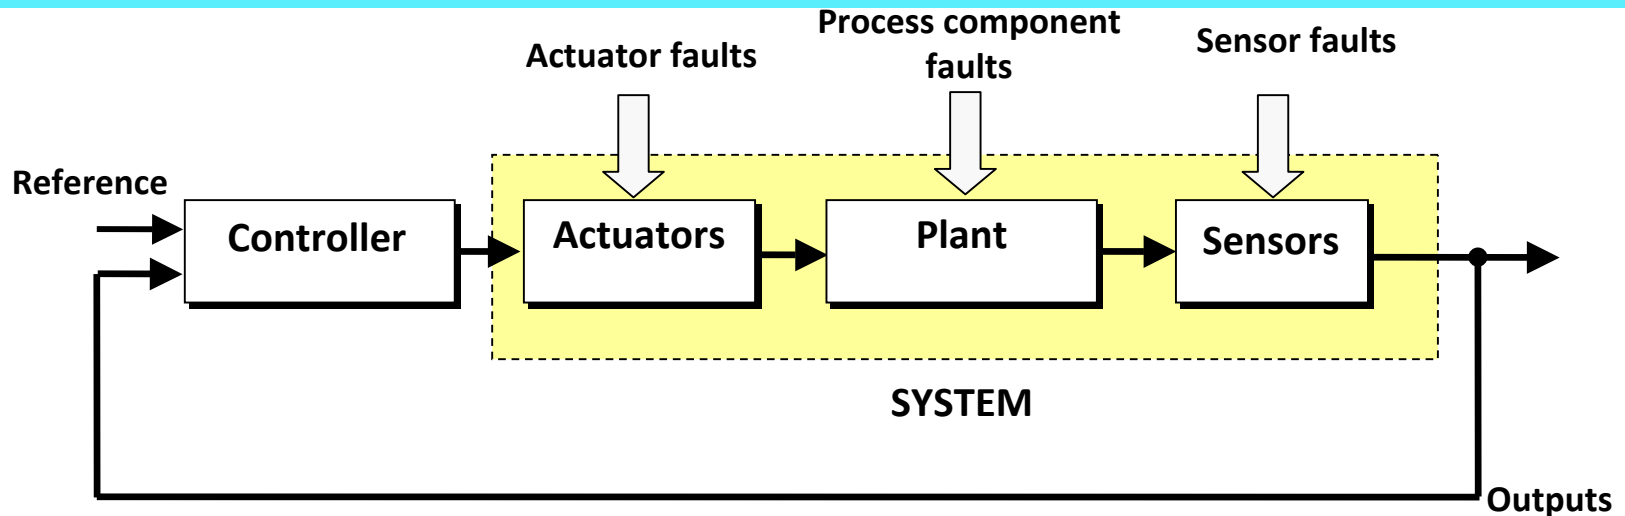 Process component
faults
Actuator faults
Sensor faults
Reference
Controller
Actuators
Plant
Sensors
SYSTEM
Outputs